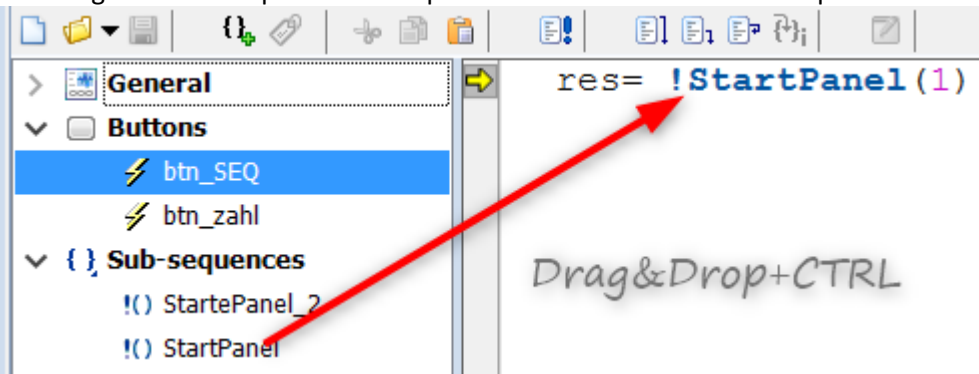 General
Buttons
btn_SEQ
btn_zahl
{ } Sub-sequences
!() StartePanel_2
!() StartPanel
res= !StartPanel(1)
Drag&Drop+CTRL